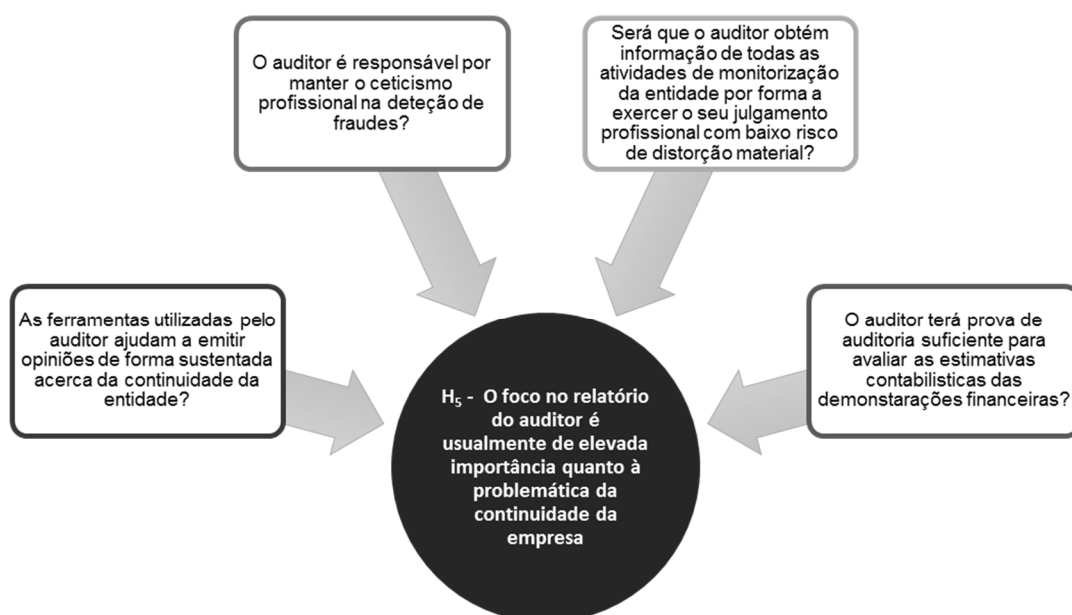 O auditor é responsável por
manter o ceticismo
profissional na deteção de
fraudes?
Será que o auditor obtém
informação de todas as
atividades de monitorização
da entidade por forma a
exercer o seu julgamento
profissional com baixo risco
de distorção material?
As ferramentas utilizadas pelo
auditor ajudam a emitir
opiniões de forma sustentada
acerca da continuidade da
entidade?
O auditor terá prova de
auditoria suficiente para
avaliar as estimativas
contabilisticas das
demonstarações financeiras?
H₅ - O foco no relatório
do auditor é
usualmente de elevada
importância quanto à
problemática da
continuidade da
empresa